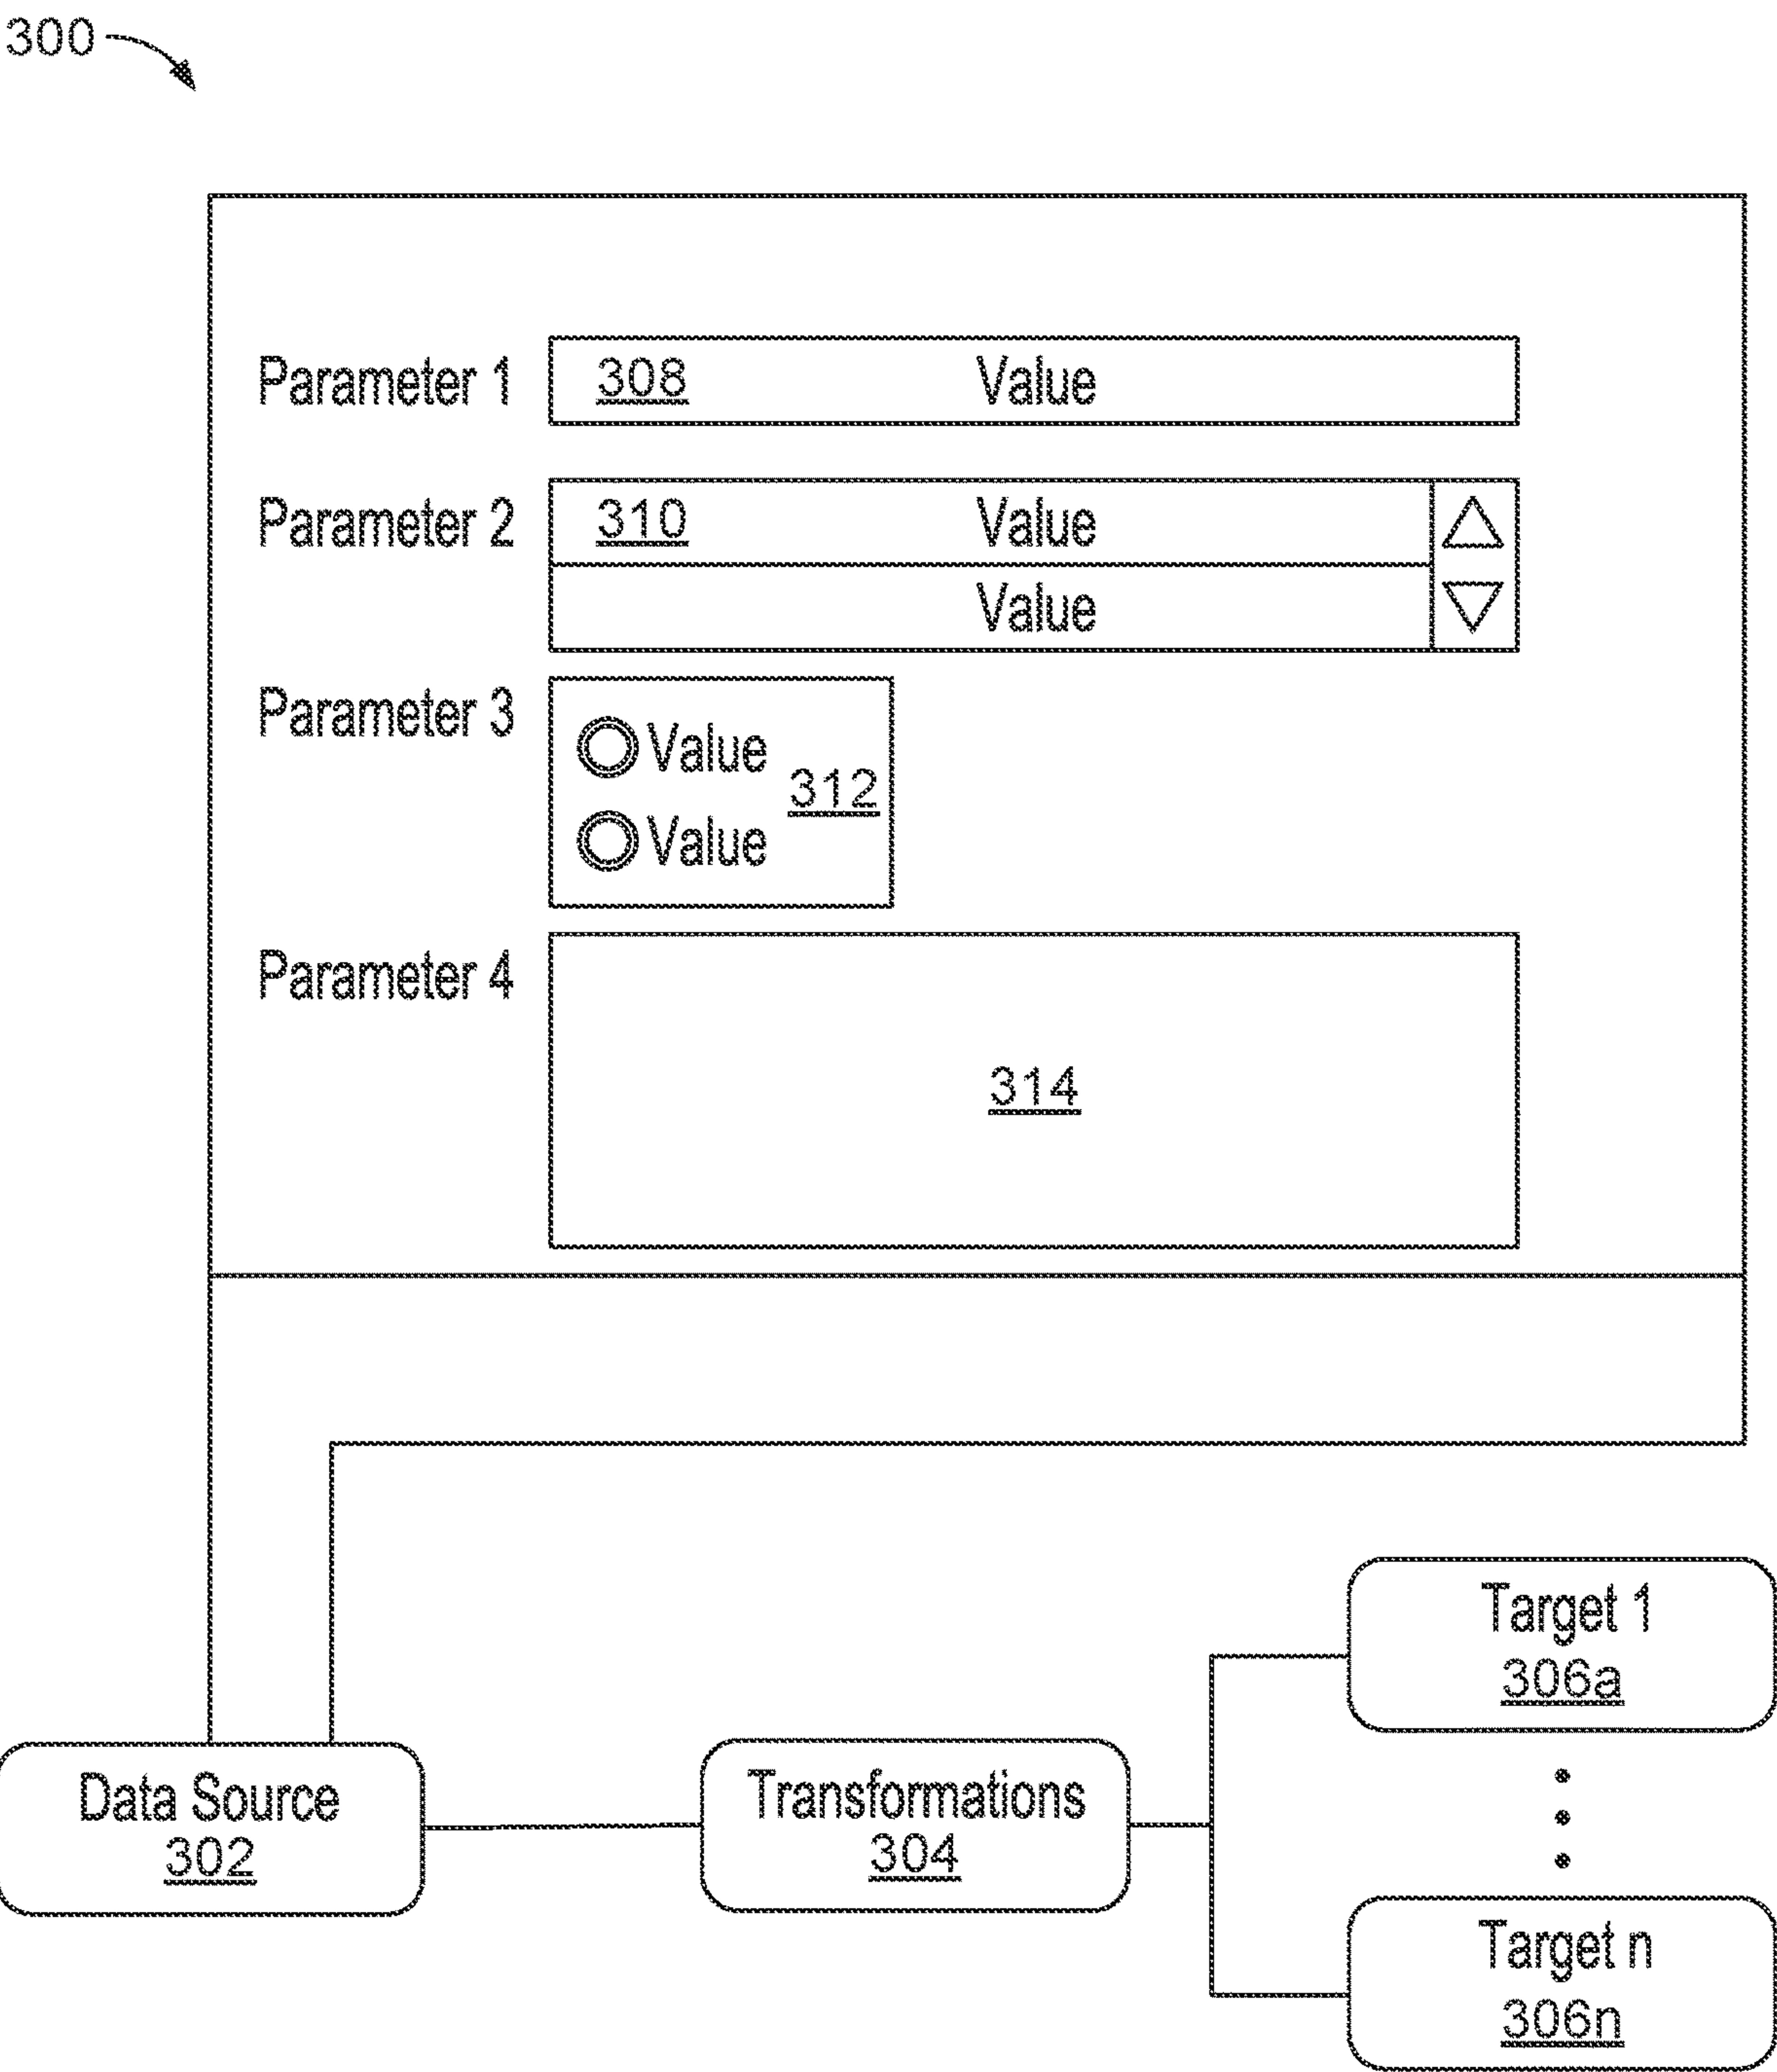 300
Parameter 1 308 Value
Parameter 2 310 Value
Value
Parameter 3
Value
312
Value
Parameter 4
314
Target 1
306a
Data Source
302
Transformations
304
Target n
306n